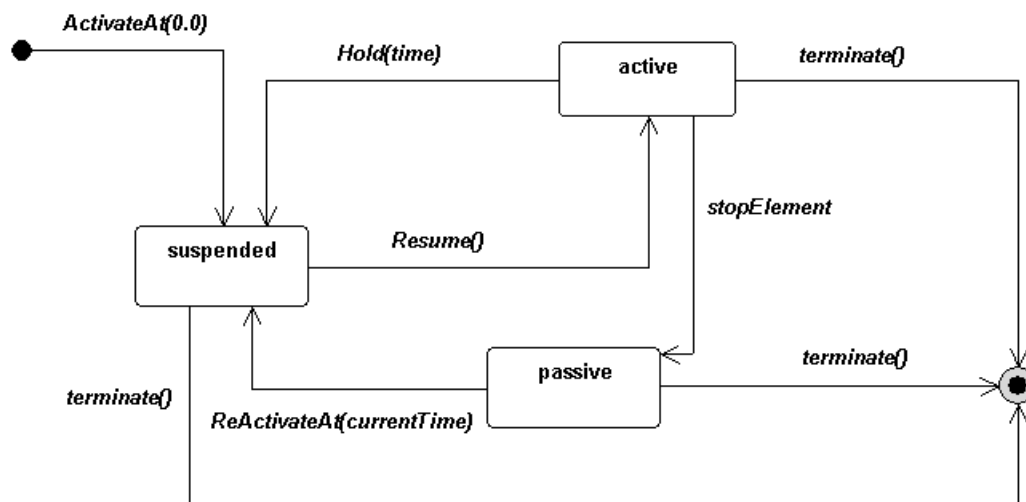 ActivateAt(0.0)
Hold(time)
active
terminate()
stopElement
suspended
Resume()
passive
terminate()
terminate()
ReActivateAt(currentTime)